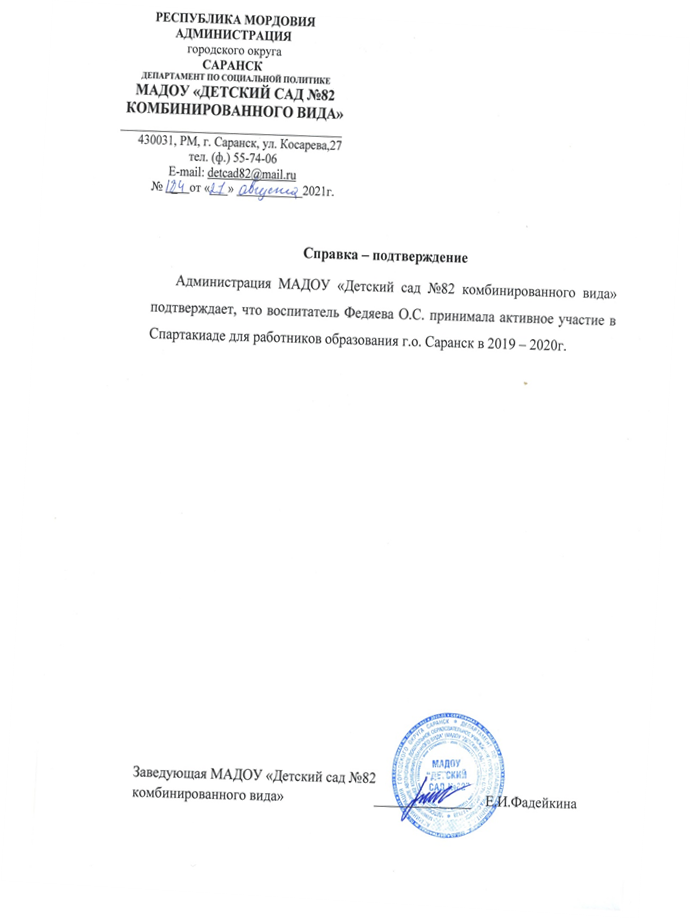 РЕСПУБЛИКА МОРДОВИЯ
АДМИНИСТРАЦИЯ
городского округа
САРАНСК
ДЕПАРТАМЕНТ ПО СОЦИАЛЬНОЙ ПОЛИТИКЕ
МАДОУ «ДЕТСКИЙ САД №82
КОМБИНИРОВАННОГО ВИДА»
430031, РМ, г. Саранск, ул. Косарева,27
тел. (ф.) 55-74-06
E-mail: detcad82@mail.ru
№ 124 от «21» августа 2021г.
Справка – подтверждение
Администрация МАДОУ «Детский сад №82 комбинированного вида»
подтверждает, что воспитатель Федяева О.С. принимала активное участие в
Спартакиаде для работников образования г.о. Саранск в 2019 – 2020г.
МАДОУ
"ДЕТСКИЙ
САД №82"
Заведующая МАДОУ «Детский сад №82
комбинированного вида» Е.И.Фадейкина